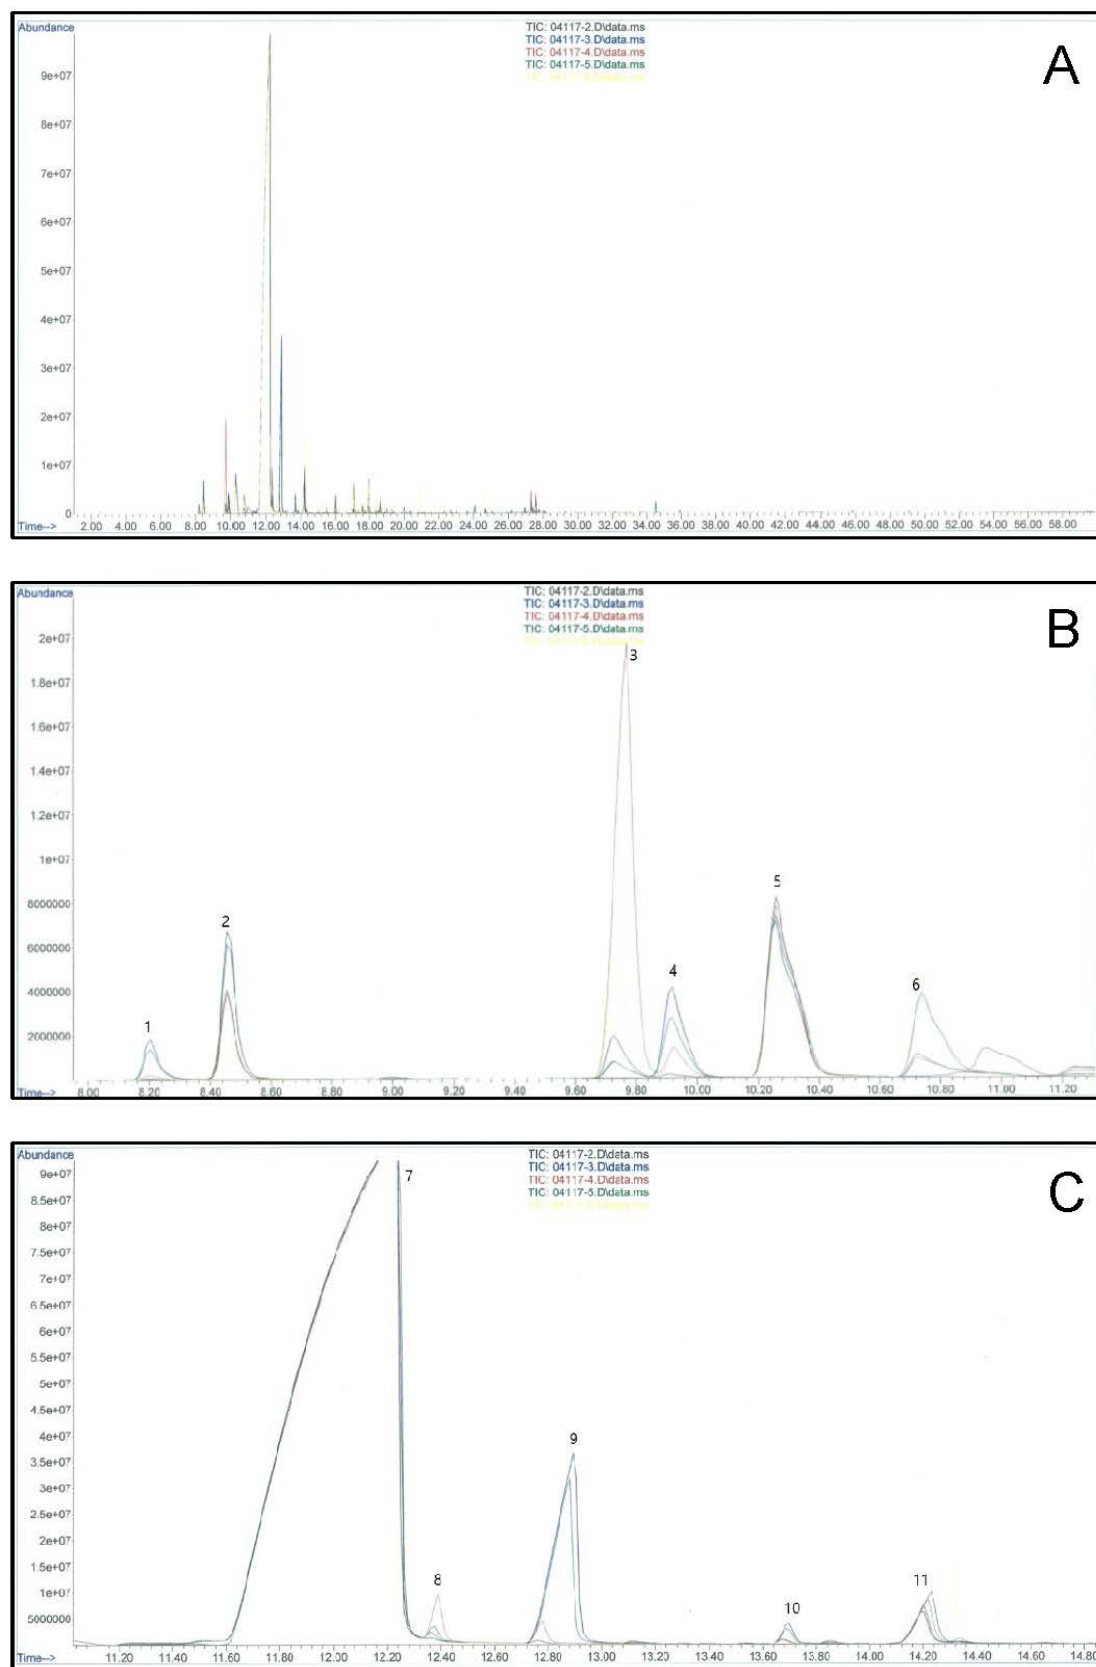 Abundance
TIC: 04117-2.D\data.ms
TIC: 04117-3.D\data.ms
TIC: 04117-4.D\data.ms
TIC: 04117-5.D\data.ms
A
9e+07
8e+07
7e+07
6e+07
5e+07
4e+07
3e+07
2e+07
1e+07
0
Time-->
2.00 4.00 6.00 8.00 10.00 12.00 14.00 16.00 18.00 20.00 22.00 24.00 26.00 28.00 30.00 32.00 34.00 36.00 38.00 40.00 42.00 44.00 46.00 48.00 50.00 52.00 54.00 56.00 58.00
Abundance
TIC: 04117-2.D\data.ms
TIC: 04117-3.D\data.ms
TIC: 04117-4.D\data.ms
TIC: 04117-5.D\data.ms
B
2e+07
1.8e+07
1.6e+07
1.4e+07
1.2e+07
1e+07
8000000
6000000
4000000
2000000
1 2 3 4 5 6
Time-->
8.00 8.20 8.40 8.60 8.80 9.00 9.20 9.40 9.60 9.80 10.00 10.20 10.40 10.60 10.80 11.00 11.20
Abundance
TIC: 04117-2.D\data.ms
TIC: 04117-3.D\data.ms
TIC: 04117-4.D\data.ms
TIC: 04117-5.D\data.ms
C
9e+07
8.5e+07
8e+07
7.5e+07
7e+07
6.5e+07
6e+07
5.5e+07
5e+07
4.5e+07
4e+07
3.5e+07
3e+07
2.5e+07
2e+07
1.5e+07
1e+07
5000000
7 8 9 10 11
Time-->
11.20 11.40 11.60 11.80 12.00 12.20 12.40 12.60 12.80 13.00 13.20 13.40 13.60 13.80 14.00 14.20 14.40 14.60 14.80